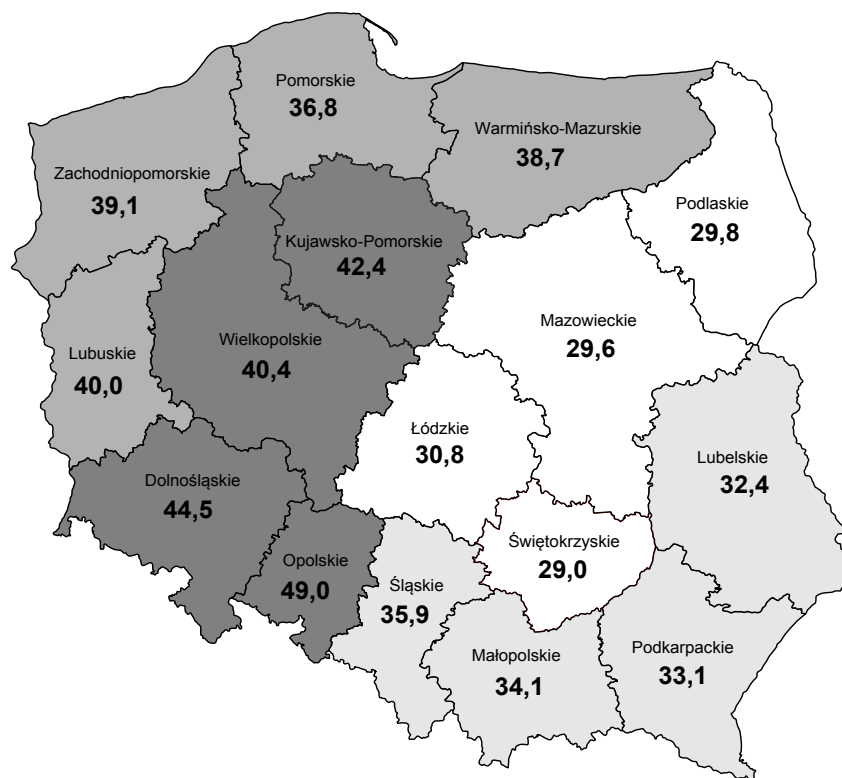 Pomorskie
36,8
Warmińsko-Mazurskie
38,7
Zachodniopomorskie
39,1
Podlaskie
29,8
Kujawsko-Pomorskie
42,4
Mazowieckie
29,6
Wielkopolskie
40,4
Lubuskie
40,0
Łódzkie
30,8
Lubelskie
32,4
Dolnośląskie
44,5
Świętokrzyskie
29,0
Opolskie
49,0
Śląskie
35,9
Małopolskie
34,1
Podkarpackie
33,1